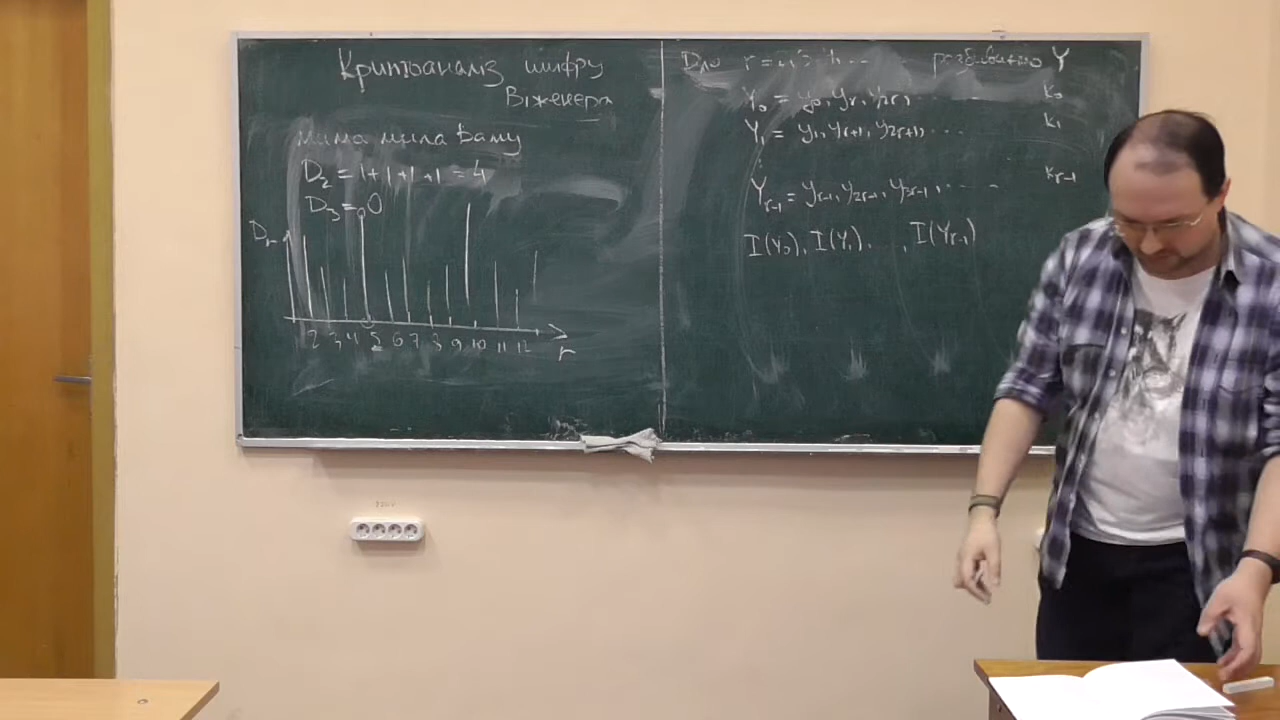 Криптоаналіз шифру
Віженера
мама мила Раму
D₂ = 1+1+1+1 = 4
D₃ = 0
Dᵣ
2 3 4 5 6 7 8 9 10 11 12
r
Для r = розбиваємо Y
Y₀ = y₀, yᵣ, y₂ᵣ, ... k₀
Y₁ = y₁, yᵣ₊₁, y₂ᵣ₊₁, ... k₁
Yᵣ₋₁ = yᵣ₋₁, y₂ᵣ₋₁, y₃ᵣ₋₁, ... kᵣ₋₁
I(Y₀), I(Y₁), ..., I(Yᵣ₋₁)